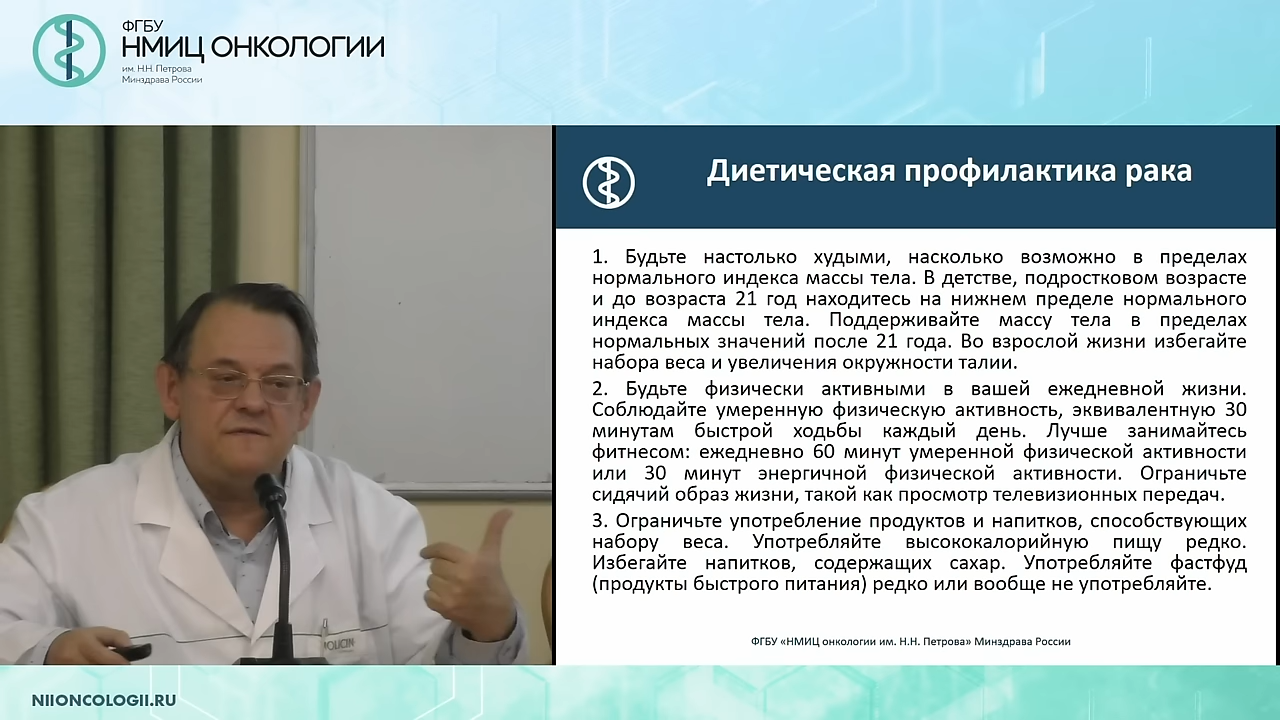 ФГБУ
НМИЦ ОНКОЛОГИИ
им. Н.Н. Петрова
Минздрава России
Диетическая профилактика рака
1. Будьте настолько худыми, насколько возможно в пределах
нормального индекса массы тела. В детстве, подростковом возрасте
и до возраста 21 год находитесь на нижнем пределе нормального
индекса массы тела. Поддерживайте массу тела в пределах
нормальных значений после 21 года. Во взрослой жизни избегайте
набора веса и увеличения окружности талии.
2. Будьте физически активными в вашей ежедневной жизни.
Соблюдайте умеренную физическую активность, эквивалентную 30
минутам быстрой ходьбы каждый день. Лучше занимайтесь
фитнесом: ежедневно 60 минут умеренной физической активности
или 30 минут энергичной физической активности. Ограничьте
сидячий образ жизни, такой как просмотр телевизионных передач.
3. Ограничьте употребление продуктов и напитков, способствующих
набору веса. Употребляйте высококалорийную пищу редко.
Избегайте напитков, содержащих сахар. Употребляйте фастфуд
(продукты быстрого питания) редко или вообще не употребляйте.
ФГБУ «НМИЦ онкологии им. Н.Н. Петрова» Минздрава России
NIIONCOLOGII.RU